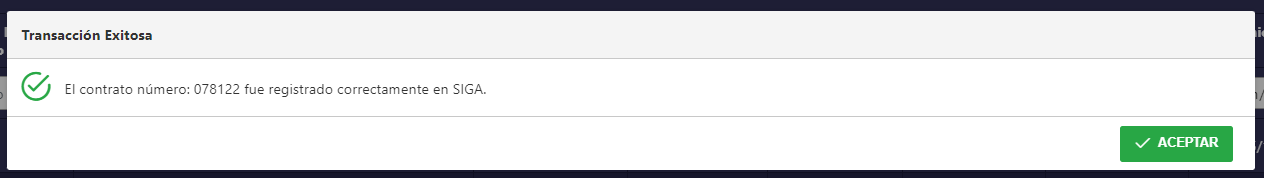 Transacción Exitosa
El contrato número: 078122 fue registrado correctamente en SIGA.
ACEPTAR